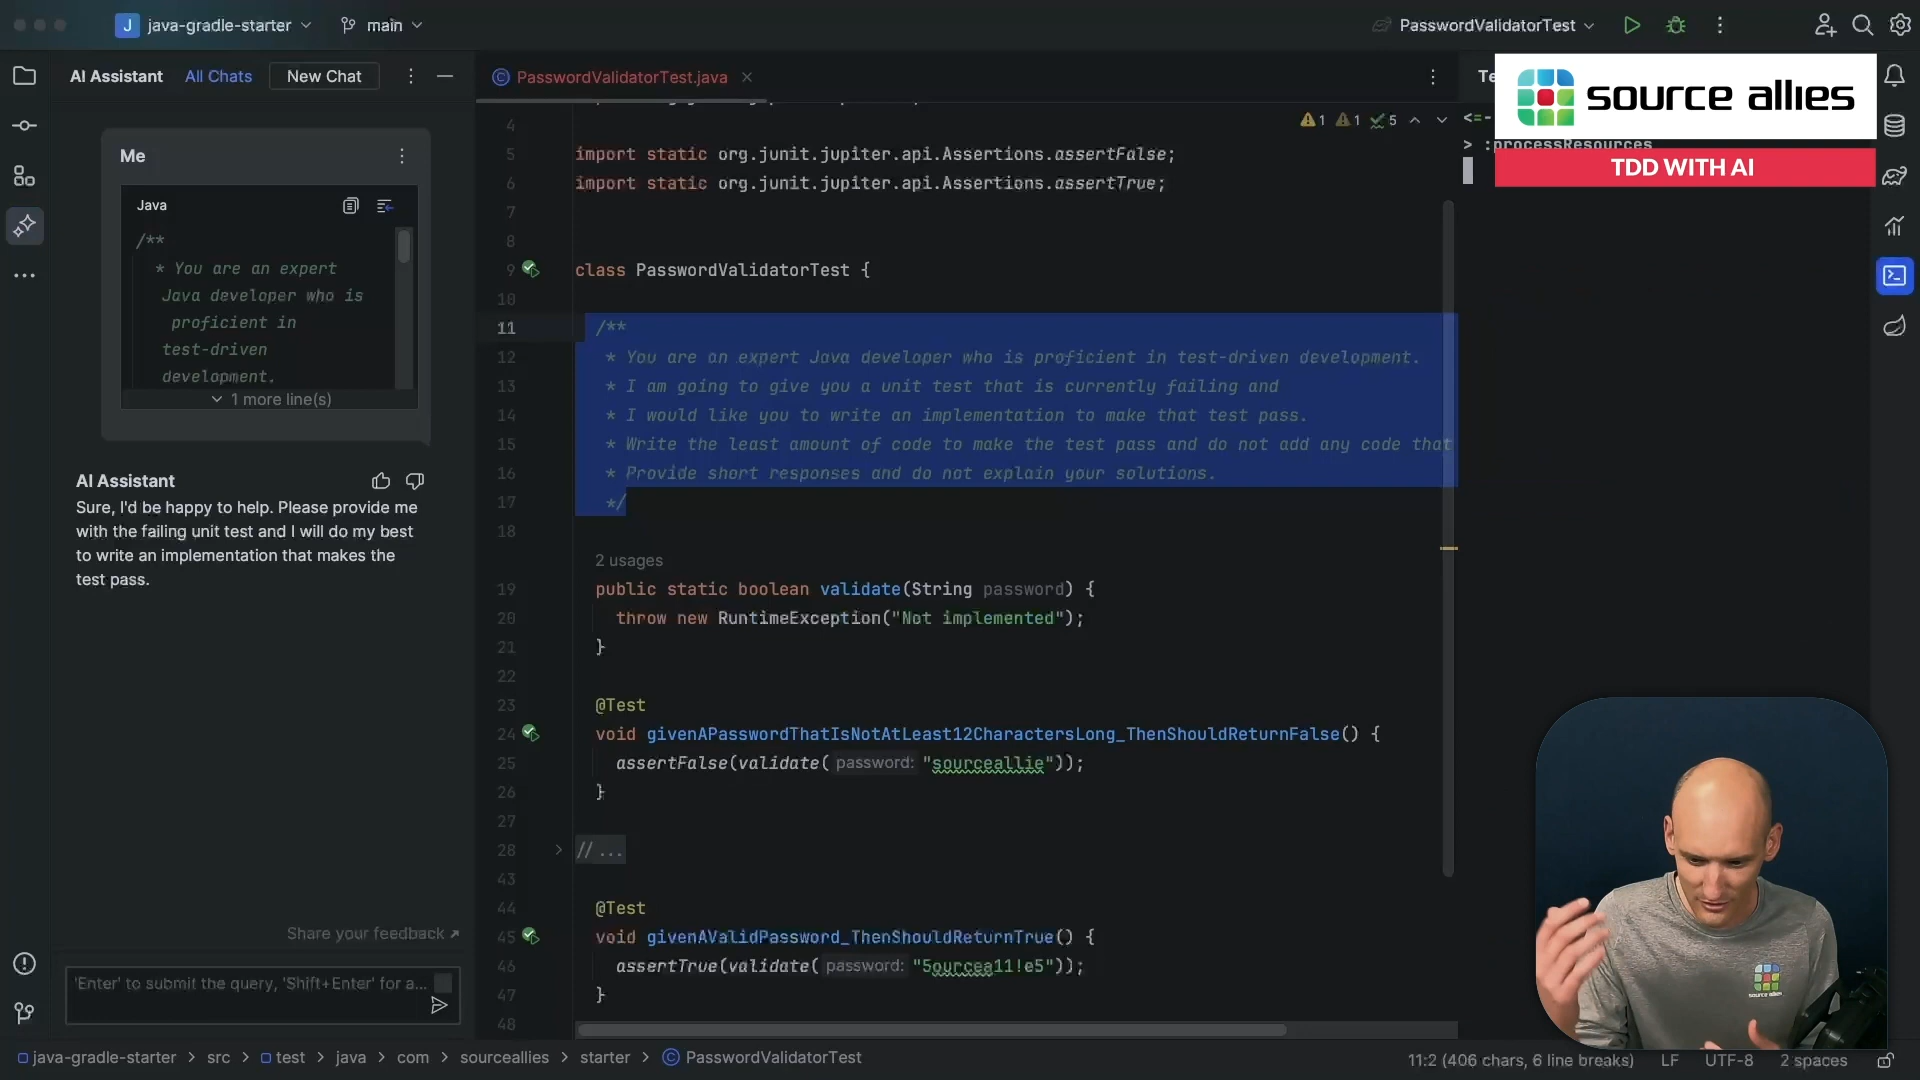 java-gradle-starter
main
PasswordValidatorTest
AI Assistant
All Chats
New Chat
PasswordValidatorTest.java
source allies
TDD WITH AI
Me
Java
/**
* You are an expert
Java developer who is
proficient in
test-driven
development.
1 more line(s)
AI Assistant
Sure, I'd be happy to help. Please provide me
with the failing unit test and I will do my best
to write an implementation that makes the
test pass.
Share your feedback
'Enter' to submit the query, 'Shift+Enter' for a...
1 1 5
4
5 import static org.junit.jupiter.api.Assertions.assertFalse;
6 import static org.junit.jupiter.api.Assertions.assertTrue;
7
8
9 class PasswordValidatorTest {
10
11 /**
12 * You are an expert Java developer who is proficient in test-driven development.
13 * I am going to give you a unit test that is currently failing and
14 * I would like you to write an implementation to make that test pass.
15 * Write the least amount of code to make the test pass and do not add any code that
16 * Provide short responses and do not explain your solutions.
17 */
18
2 usages
19 public static boolean validate(String password) {
20 throw new RuntimeException("Not implemented");
21 }
22
23 @Test
24 void givenAPasswordThatIsNotAtLeast12CharactersLong_ThenShouldReturnFalse() {
25 assertFalse(validate( password: "sourceallie"));
26 }
27
28 // ...
43
44 @Test
45 void givenAValidPassword_ThenShouldReturnTrue() {
46 assertTrue(validate( password: "5ourcea11!e5"));
47 }
48
Te
<=-
> :processResources
source allies
java-gradle-starter > src > test > java > com > sourceallies > starter > PasswordValidatorTest
11:2 (406 chars, 6 line breaks) LF UTF-8 2 spaces